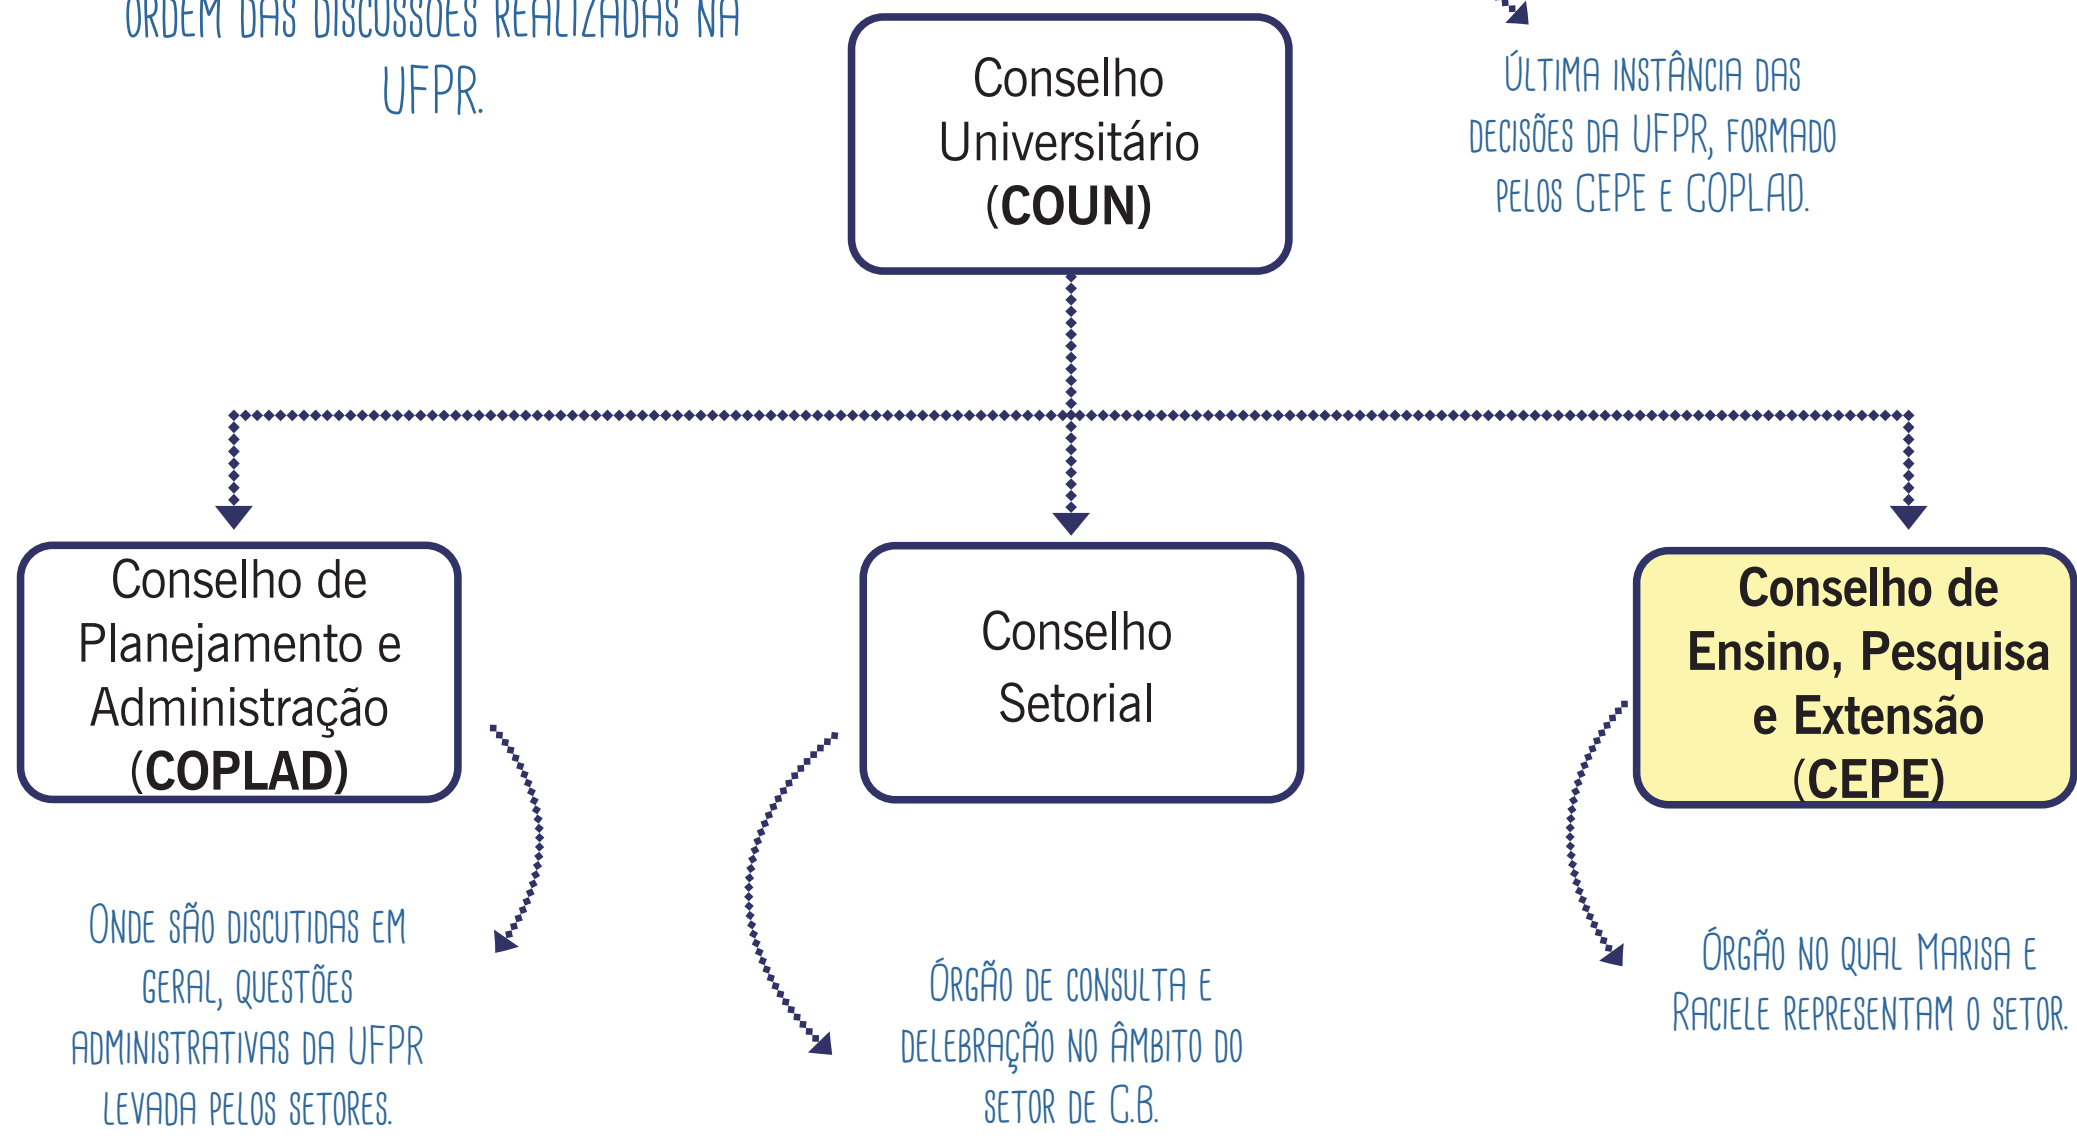 ORDEM DAS DISCUSSÕES REALIZADAS NA
UFPR.
Conselho
Universitário
(COUN)
ÚLTIMA INSTÂNCIA DAS
DECISÕES DA UFPR, FORMADO
PELOS CEPE E COPLAD.
Conselho de
Planejamento e
Administração
(COPLAD)
Conselho
Setorial
Conselho de
Ensino, Pesquisa
e Extensão
(CEPE)
ONDE SÃO DISCUTIDAS EM
GERAL, QUESTÕES
ADMINISTRATIVAS DA UFPR
LEVADA PELOS SETORES.
ÓRGÃO DE CONSULTA E
DELEBRAÇÃO NO ÂMBITO DO
SETOR DE C.B.
ÓRGÃO NO QUAL MARISA E
RACIELE REPRESENTAM O SETOR.